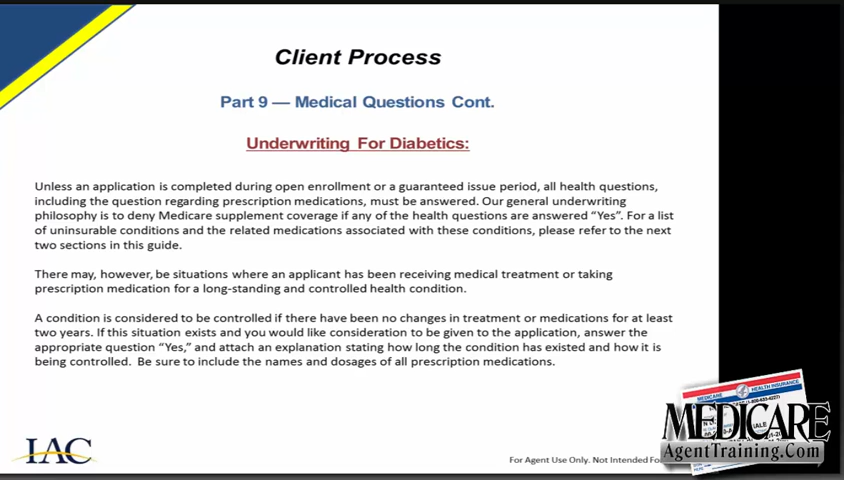 Client Process
Part 9 — Medical Questions Cont.
Underwriting For Diabetics:
Unless an application is completed during open enrollment or a guaranteed issue period, all health questions,
including the question regarding prescription medications, must be answered. Our general underwriting
philosophy is to deny Medicare supplement coverage if any of the health questions are answered “Yes”. For a list
of uninsurable conditions and the related medications associated with these conditions, please refer to the next
two sections in this guide.
There may, however, be situations where an applicant has been receiving medical treatment or taking
prescription medication for a long-standing and controlled health condition.
A condition is considered to be controlled if there have been no changes in treatment or medications for at least
two years. If this situation exists and you would like consideration to be given to the application, answer the
appropriate question “Yes,” and attach an explanation stating how long the condition has existed and how it is
being controlled. Be sure to include the names and dosages of all prescription medications.
IAC
For Agent Use Only. Not Intended
MEDICARE HEALTH INSURANCE
MEDICARE
AgentTraining.Com